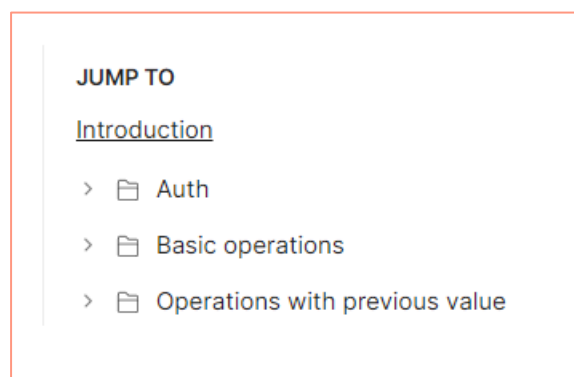 JUMP TO
Introduction
Auth
Basic operations
Operations with previous value